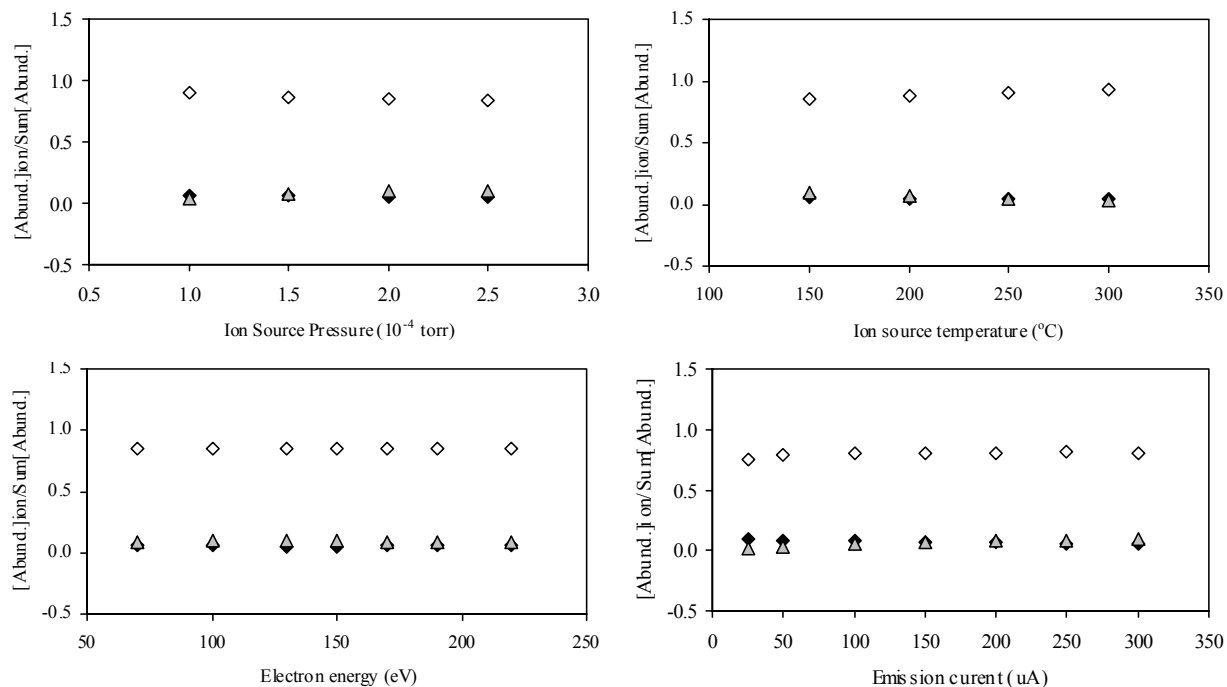 1.5
1.0
0.5
0.0
-0.5
[Abund.]ion/Sum[Abund.]
0.5 1.0 1.5 2.0 2.5 3.0
Ion Source Pressure (10⁻⁴ torr)
1.5
1.0
0.5
0.0
-0.5
[Abund.]ion/Sum[Abund.]
100 150 200 250 300 350
Ion source temperature (°C)
1.5
1.0
0.5
0.0
-0.5
[Abund.]ion/Sum[Abund.]
50 100 150 200 250
Electron energy (eV)
1.5
1.0
0.5
0.0
-0.5
[Abund.]ion/Sum[Abund.]
0 50 100 150 200 250 300 350
Emission curent (uA)